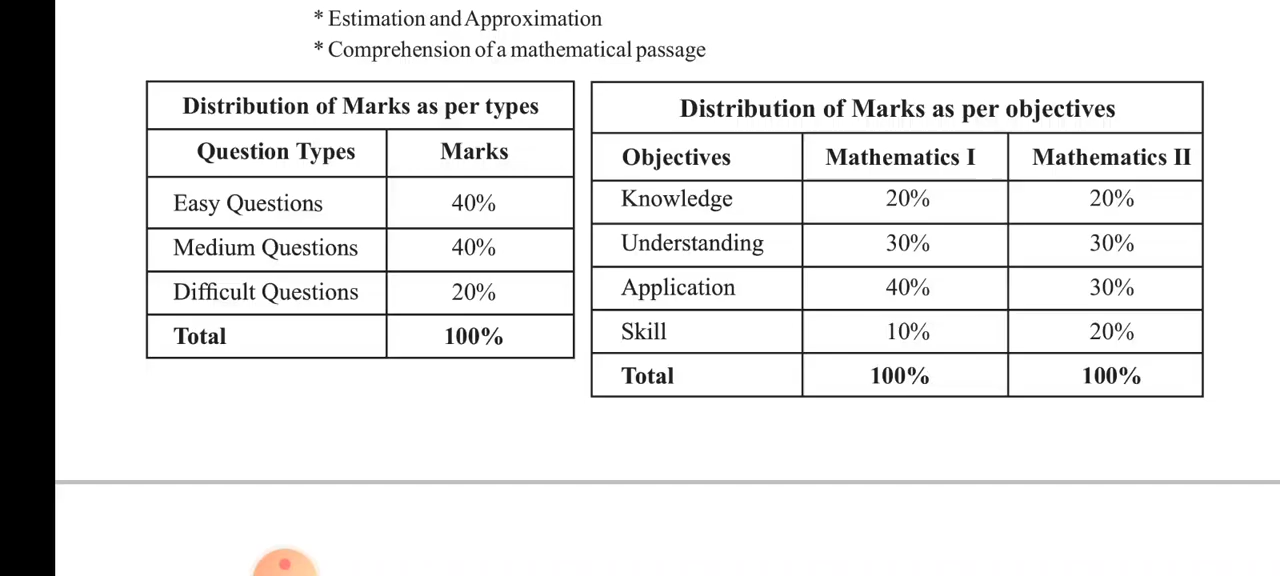 * Estimation and Approximation
* Comprehension of a mathematical passage
Distribution of Marks as per types
Question Types Marks
Easy Questions 40%
Medium Questions 40%
Difficult Questions 20%
Total 100%
Distribution of Marks as per objectives
Objectives Mathematics I Mathematics II
Knowledge 20% 20%
Understanding 30% 30%
Application 40% 30%
Skill 10% 20%
Total 100% 100%